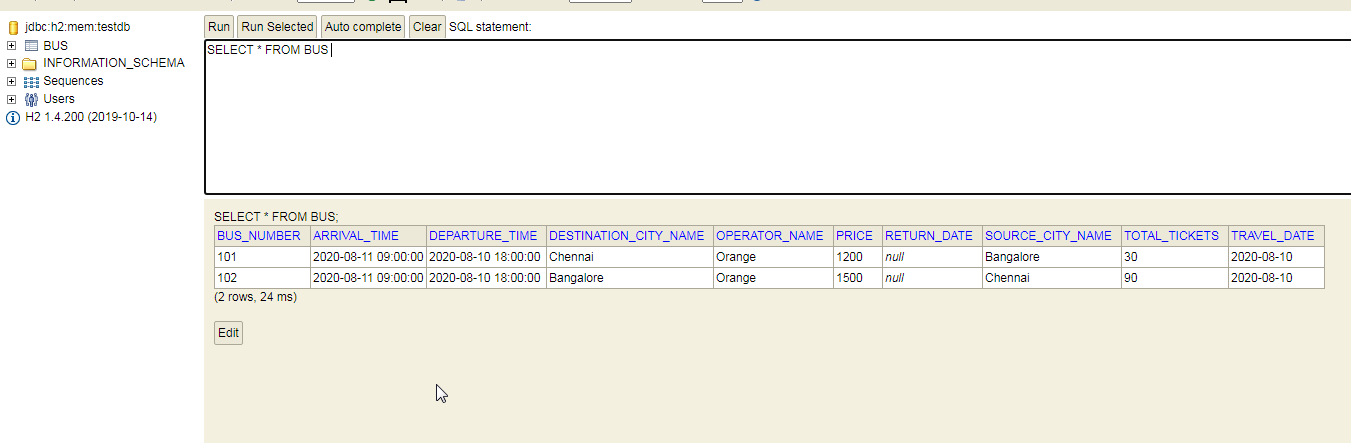 jdbc:h2:mem:testdb
BUS
INFORMATION_SCHEMA
Sequences
Users
H2 1.4.200 (2019-10-14)
Run Run Selected Auto complete Clear SQL statement:
SELECT * FROM BUS
SELECT * FROM BUS;
BUS_NUMBER ARRIVAL_TIME DEPARTURE_TIME DESTINATION_CITY_NAME OPERATOR_NAME PRICE RETURN_DATE SOURCE_CITY_NAME TOTAL_TICKETS TRAVEL_DATE
101 2020-08-11 09:00:00 2020-08-10 18:00:00 Chennai Orange 1200 null Bangalore 30 2020-08-10
102 2020-08-11 09:00:00 2020-08-10 18:00:00 Bangalore Orange 1500 null Chennai 90 2020-08-10
(2 rows, 24 ms)
Edit